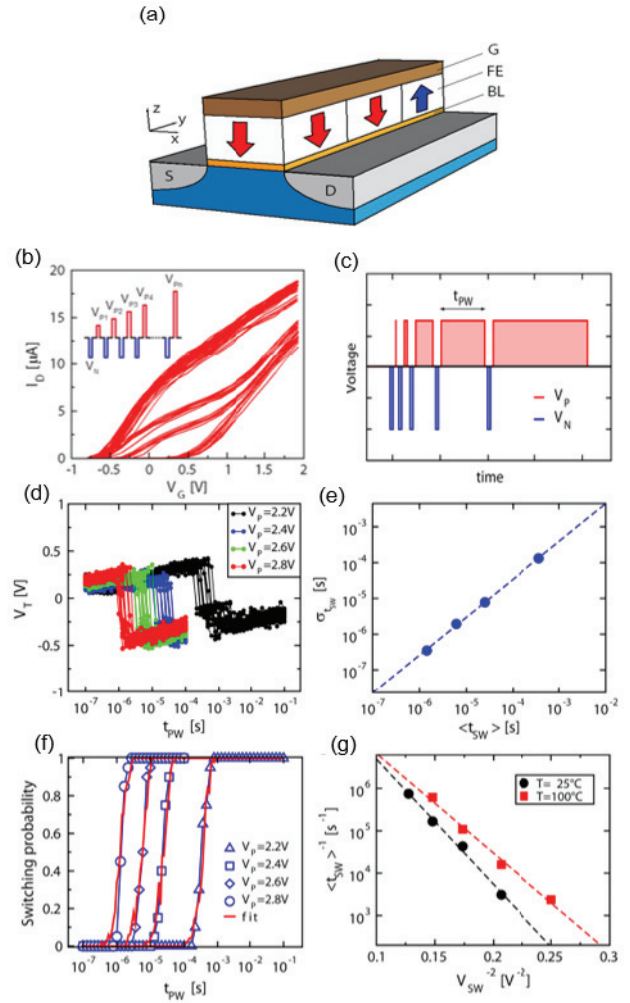 (a)
G
FE
BL
z
y
x
S
D
(b)
20
15
10
5
0
I_D [μA]
V_P1 V_P2 V_P3 V_P4 V_Pn
V_N
-1 -0.5 0 0.5 1 1.5 2
V_G [V]
(c)
t_PW
Voltage
V_P
V_N
time
(d)
1
0.5
0
-0.5
-1
V_T [V]
V_P=2.2V
V_P=2.4V
V_P=2.6V
V_P=2.8V
10^-7 10^-6 10^-5 10^-4 10^-3 10^-2 10^-1
t_PW [s]
(e)
10^-3
10^-4
10^-5
10^-6
10^-7
σ_tSW [s]
10^-7 10^-6 10^-5 10^-4 10^-3 10^-2
<t_SW> [s]
(f)
1
0.8
0.6
0.4
0.2
0
Switching probability
V_P=2.2V
V_P=2.4V
V_P=2.6V
V_P=2.8V
fit
10^-7 10^-6 10^-5 10^-4 10^-3 10^-2 10^-1
t_PW [s]
(g)
10^6
10^5
10^4
10^3
<t_SW>^-1 [s^-1]
T= 25°C
T=100°C
0.1 0.15 0.2 0.25 0.3
V_SW^-2 [V^-2]